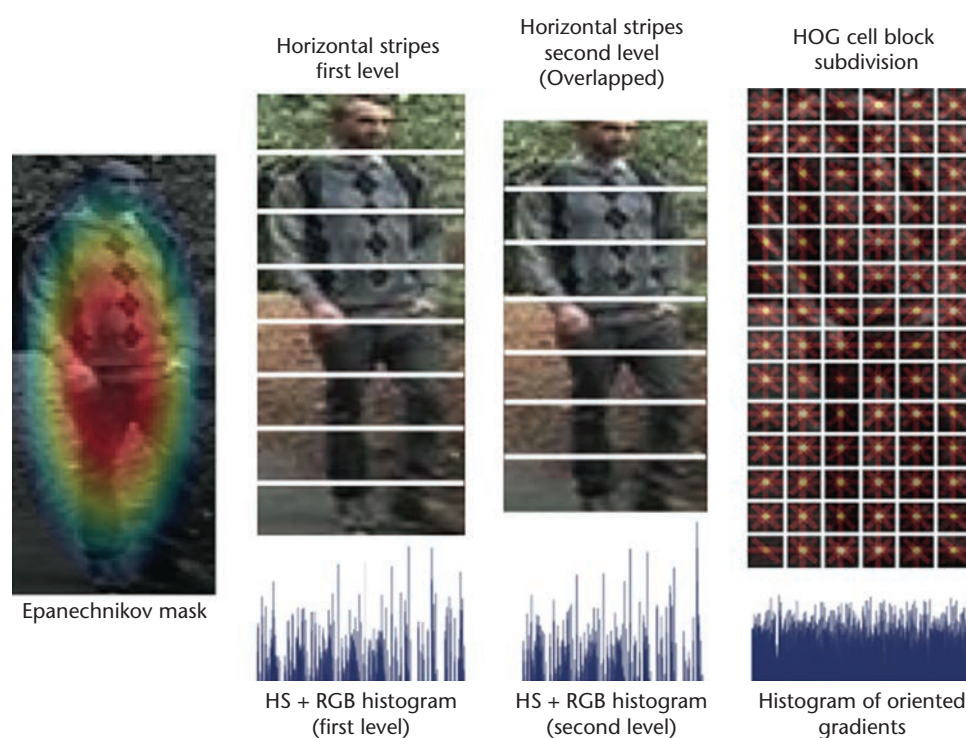 Horizontal stripes
first level
Horizontal stripes
second level
(Overlapped)
HOG cell block
subdivision
Epanechnikov mask
HS + RGB histogram
(first level)
HS + RGB histogram
(second level)
Histogram of oriented
gradients